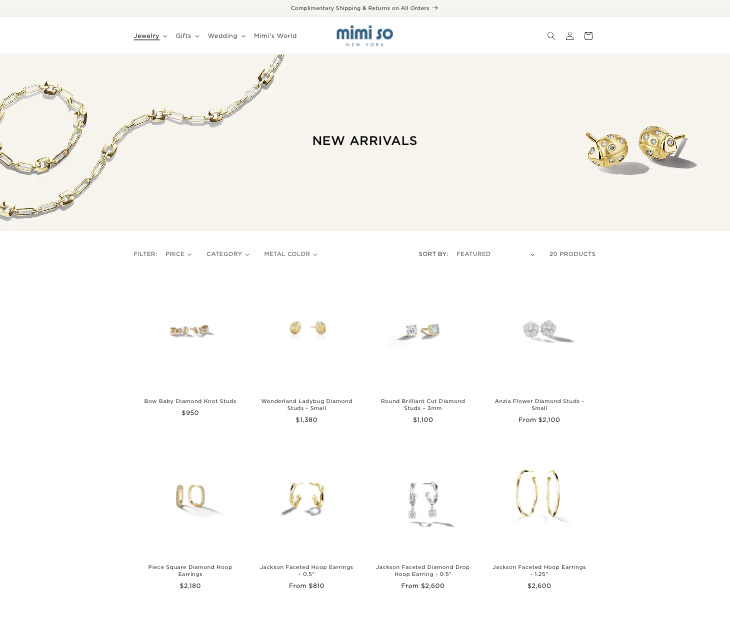 Complimentary Shipping & Returns on All Orders →
Jewelry
Gifts
Wedding
Mimi's World
mimi so
NEW YORK
NEW ARRIVALS
FILTER:
PRICE
CATEGORY
METAL COLOR
SORT BY:
FEATURED
20 PRODUCTS
Bow Baby Diamond Knot Studs
$950
Wonderland Ladybug Diamond
Studs - Small
$1,380
Round Brilliant Cut Diamond
Studs - 3mm
$1,100
Anzia Flower Diamond Studs -
Small
From $2,100
Piece Square Diamond Hoop
Earrings
$2,180
Jackson Faceted Hoop Earrings
- 0.5"
From $810
Jackson Faceted Diamond Drop
Hoop Earring - 0.5"
From $2,600
Jackson Faceted Hoop Earrings
- 1.25"
$2,600